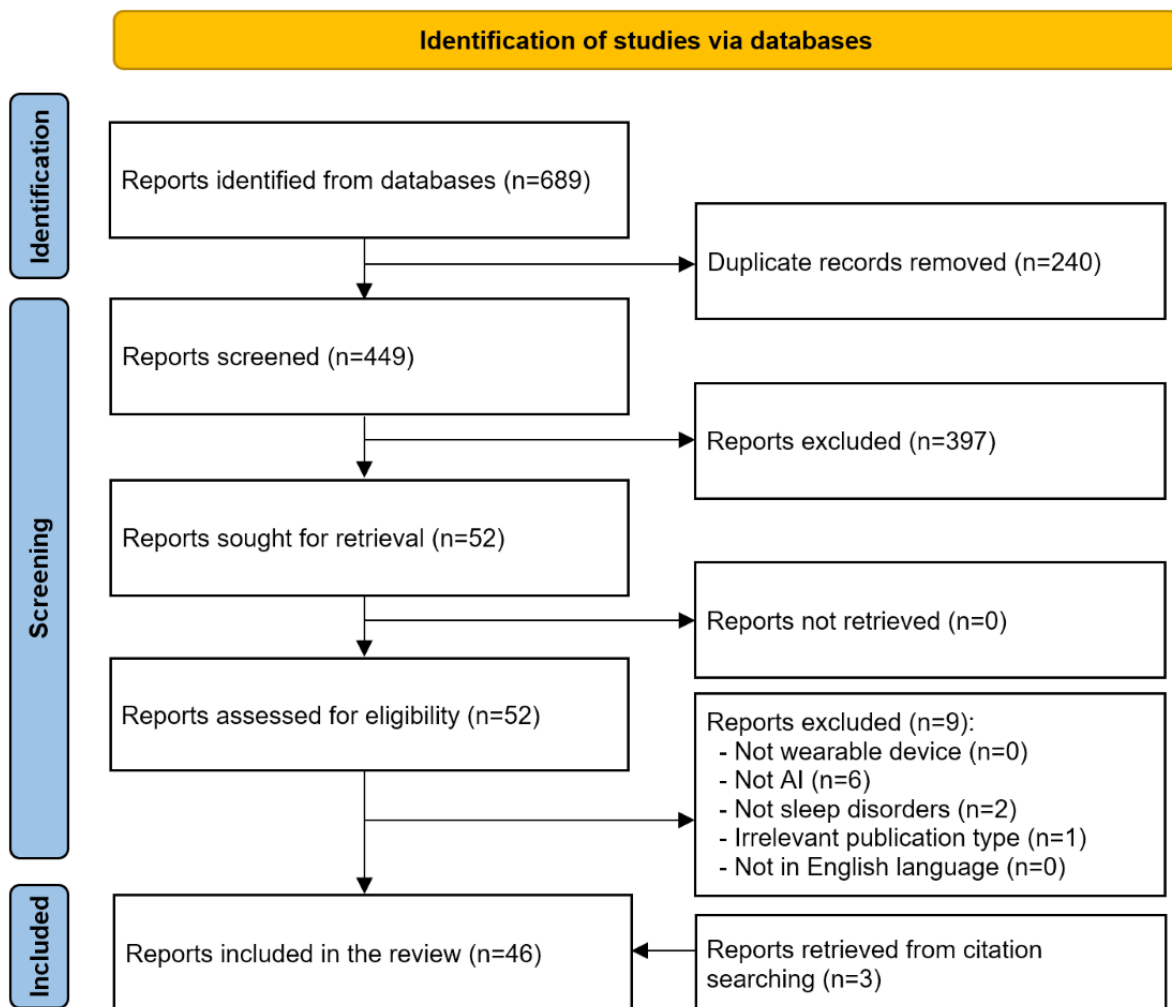 Identification of studies via databases
Identification
Reports identified from databases (n=689)
Duplicate records removed (n=240)
Screening
Reports screened (n=449)
Reports excluded (n=397)
Reports sought for retrieval (n=52)
Reports not retrieved (n=0)
Reports assessed for eligibility (n=52)
Reports excluded (n=9):
- Not wearable device (n=0)
- Not AI (n=6)
- Not sleep disorders (n=2)
- Irrelevant publication type (n=1)
- Not in English language (n=0)
Included
Reports included in the review (n=46)
Reports retrieved from citation
searching (n=3)